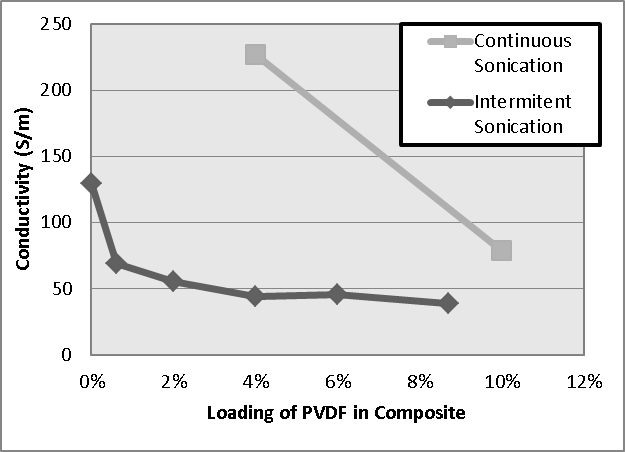 250
200
150
100
50
0
Conductivity (S/m)
Continuous
Sonication
Intermitent
Sonication
0% 2% 4% 6% 8% 10% 12%
Loading of PVDF in Composite